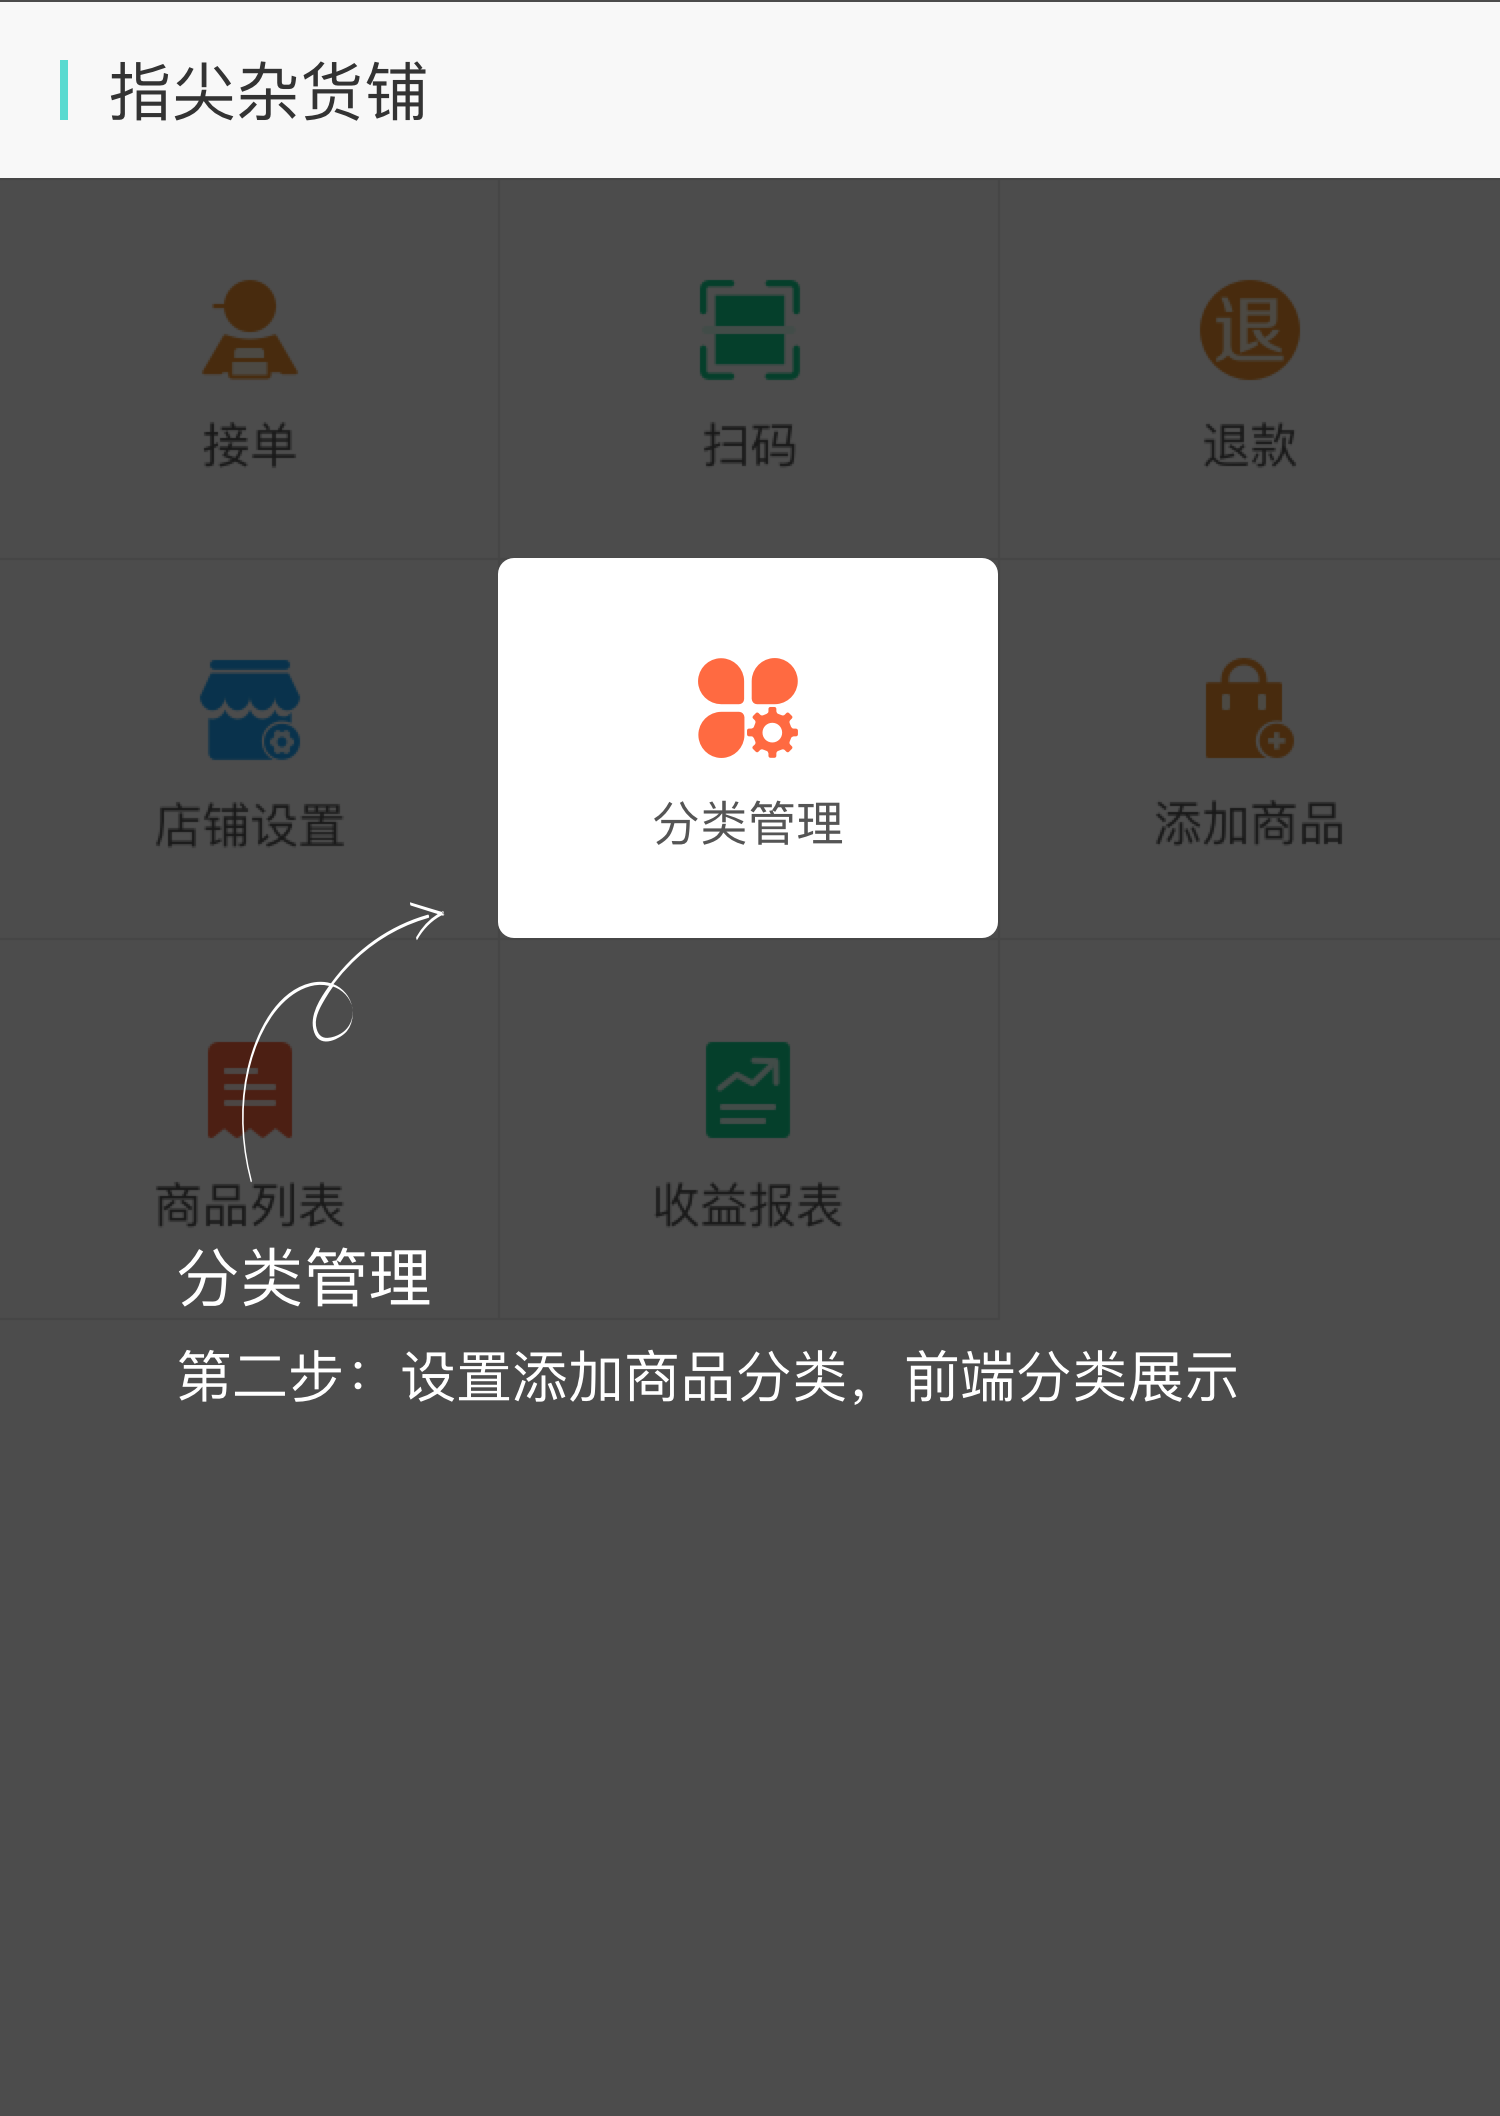 指尖杂货铺
接单
扫码
退
退款
店铺设置
分类管理
添加商品
商品列表
收益报表
分类管理
第二步：设置添加商品分类，前端分类展示